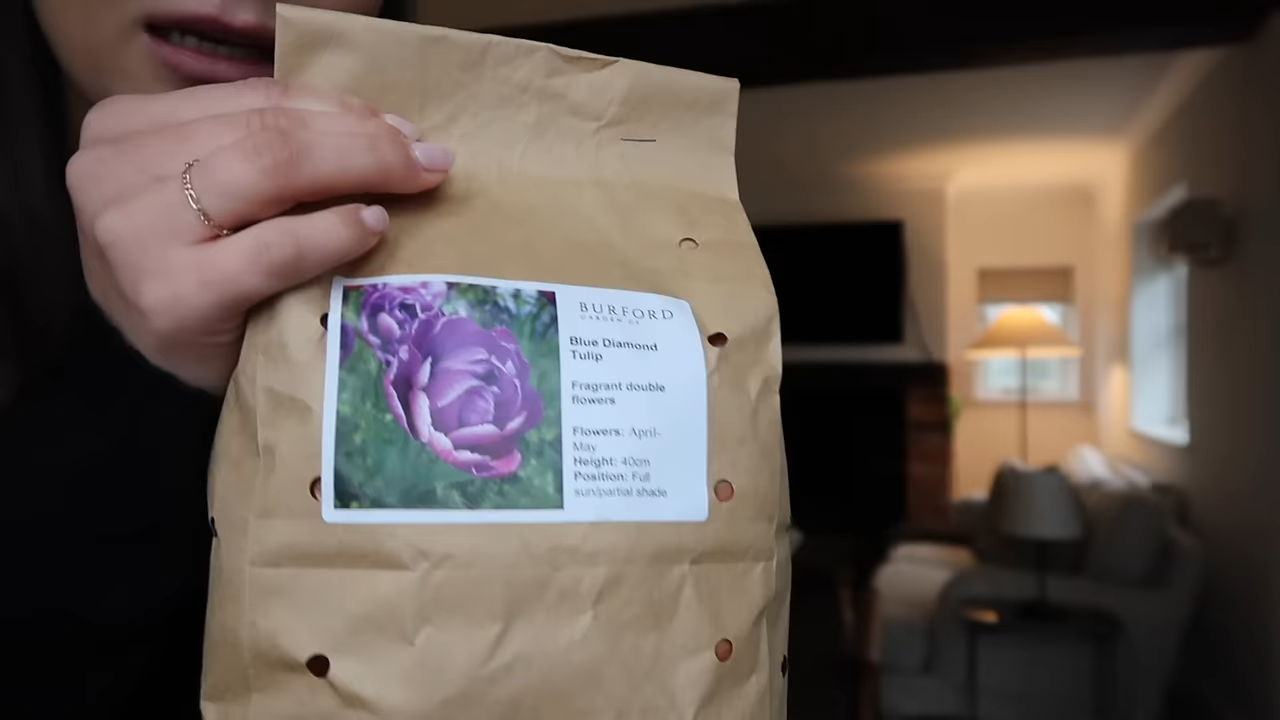 BURFORD
GARDEN CO
Blue Diamond
Tulip
Fragrant double
flowers
Flowers: April-
May
Height: 40cm
Position: Full
sun/partial shade